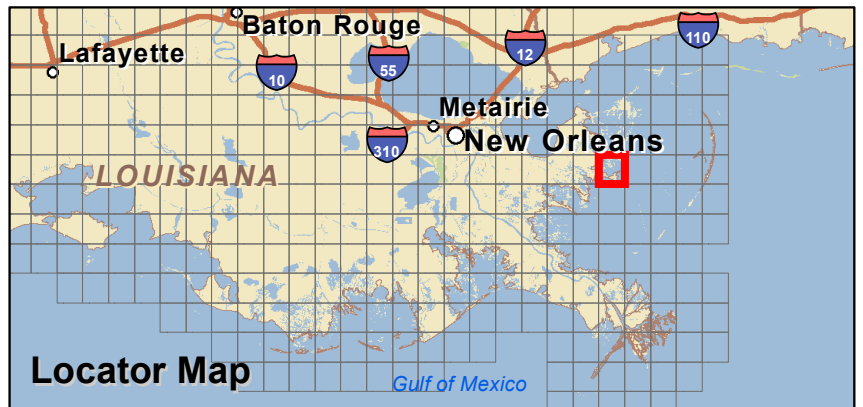 Baton Rouge
110
12
Lafayette
55
10
Metairie
New Orleans
310
LOUISIANA
Locator Map
Gulf of Mexico